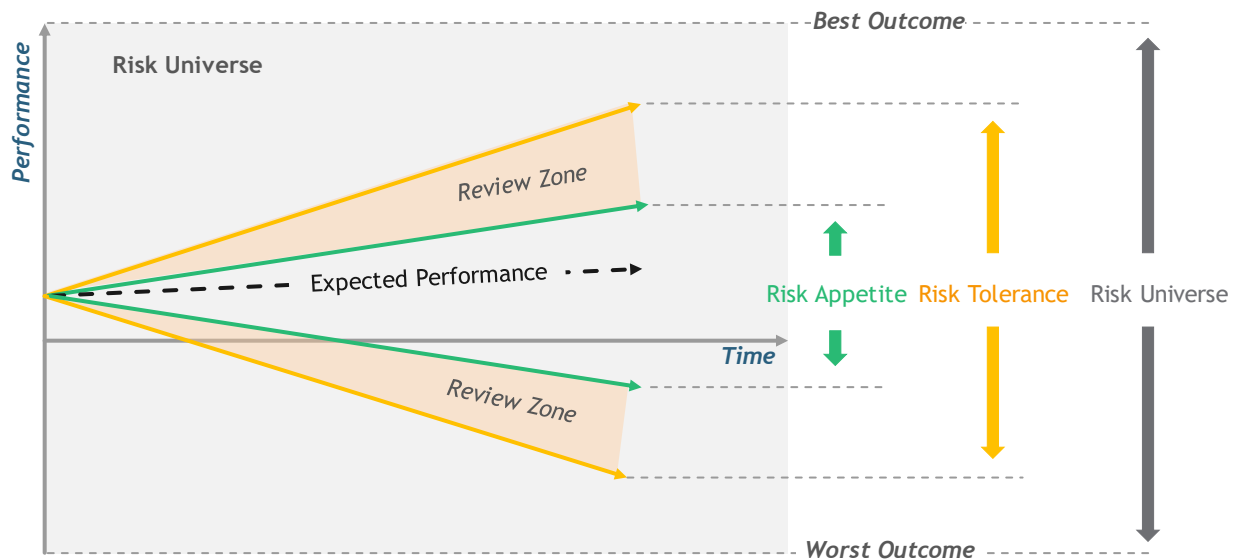 Best Outcome
Performance
Risk Universe
Review Zone
Expected Performance
Risk Appetite
Risk Tolerance
Risk Universe
Time
Review Zone
Worst Outcome